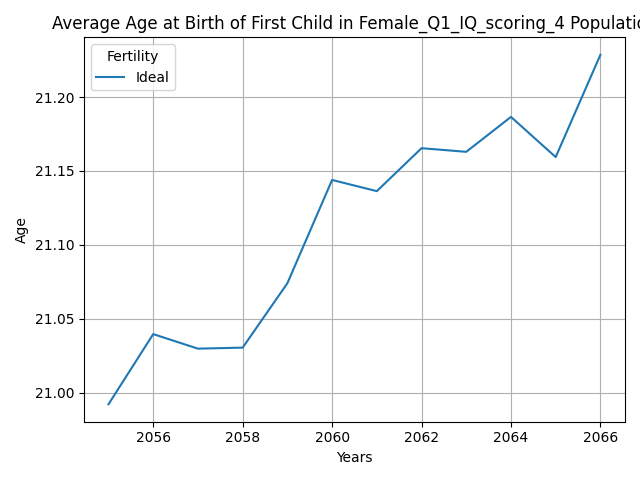 Average Age at Birth of First Child in Female_Q1_IQ_scoring_4 Populatio
Fertility
Ideal
21.20
21.15
21.10
21.05
21.00
Age
2056 2058 2060 2062 2064 2066
Years